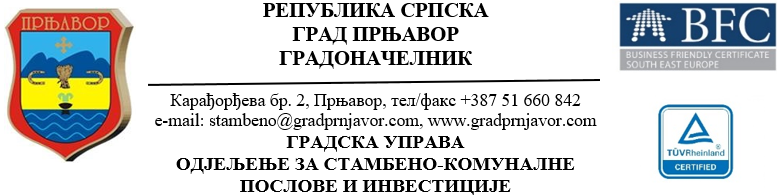 ПРЊАВОР
РЕПУБЛИКА СРПСКА
ГРАД ПРЊАВОР
ГРАДОНАЧЕЛНИК
Карађорђева бр. 2, Прњавор, тел/факс +387 51 660 842
e-mail: stambeno@gradprnjavor.com, www.gradprnjavor.com
ГРАДСКА УПРАВА
ОДЈЕЉЕЊЕ ЗА СТАМБЕНО-КОМУНАЛНЕ
ПОСЛОВЕ И ИНВЕСТИЦИЈЕ
BFC
BUSINESS FRIENDLY CERTIFICATE
SOUTH EAST EUROPE
TÜVRheinland
CERTIFIED